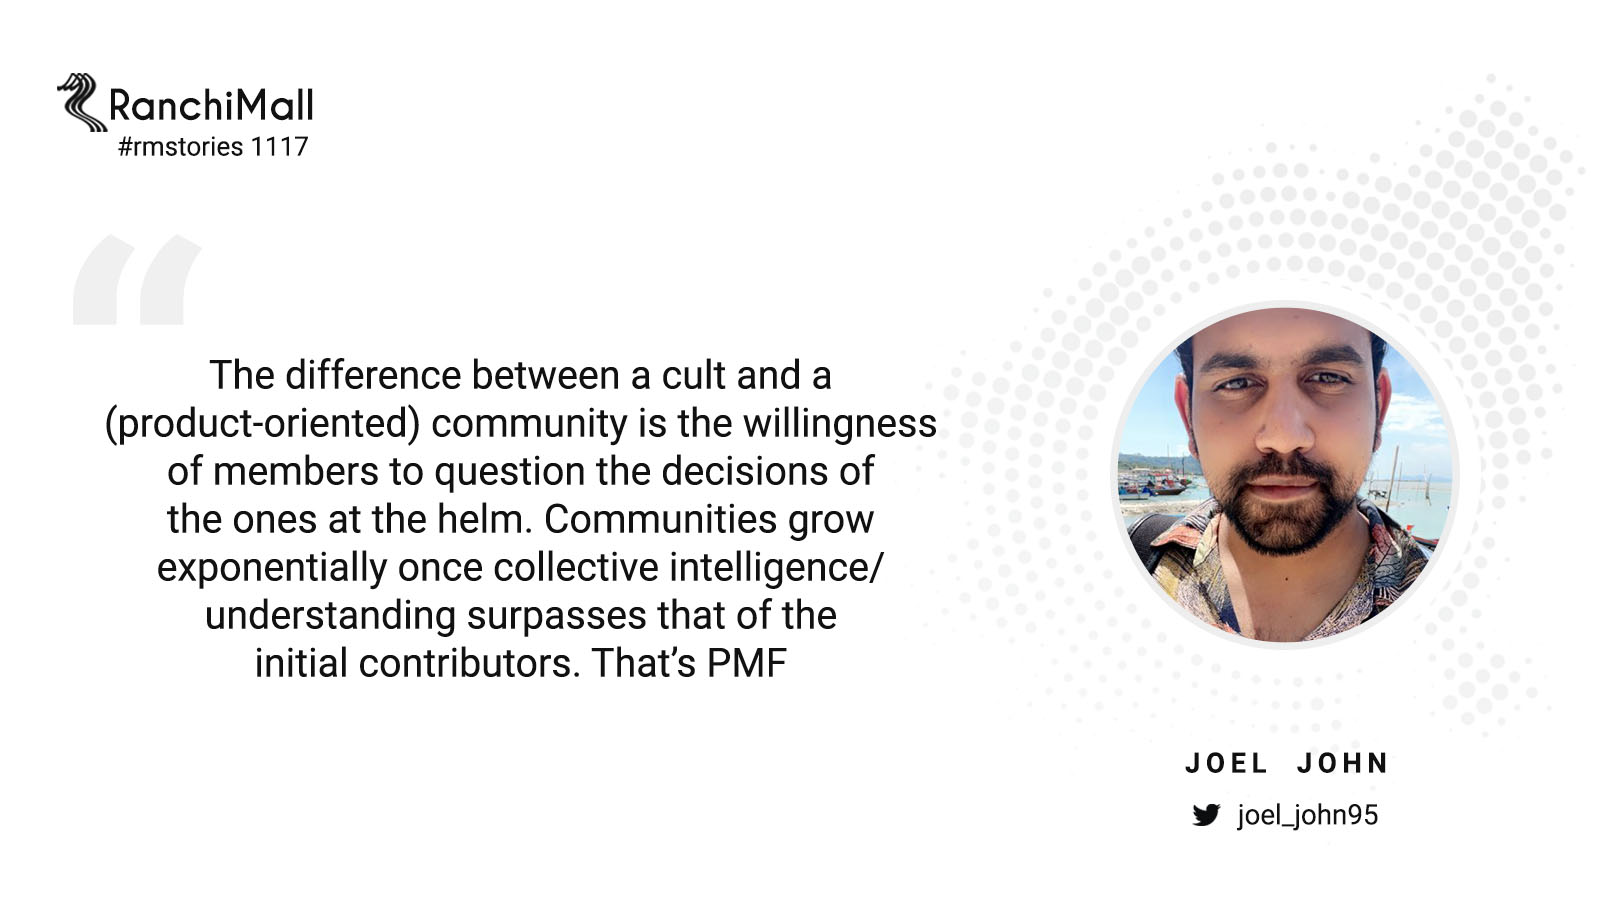 RanchiMall
#rmstories 1117
“
The difference between a cult and a
(product-oriented) community is the willingness
of members to question the decisions of
the ones at the helm. Communities grow
exponentially once collective intelligence/
understanding surpasses that of the
initial contributors. That’s PMF
JOEL JOHN
joel_john95